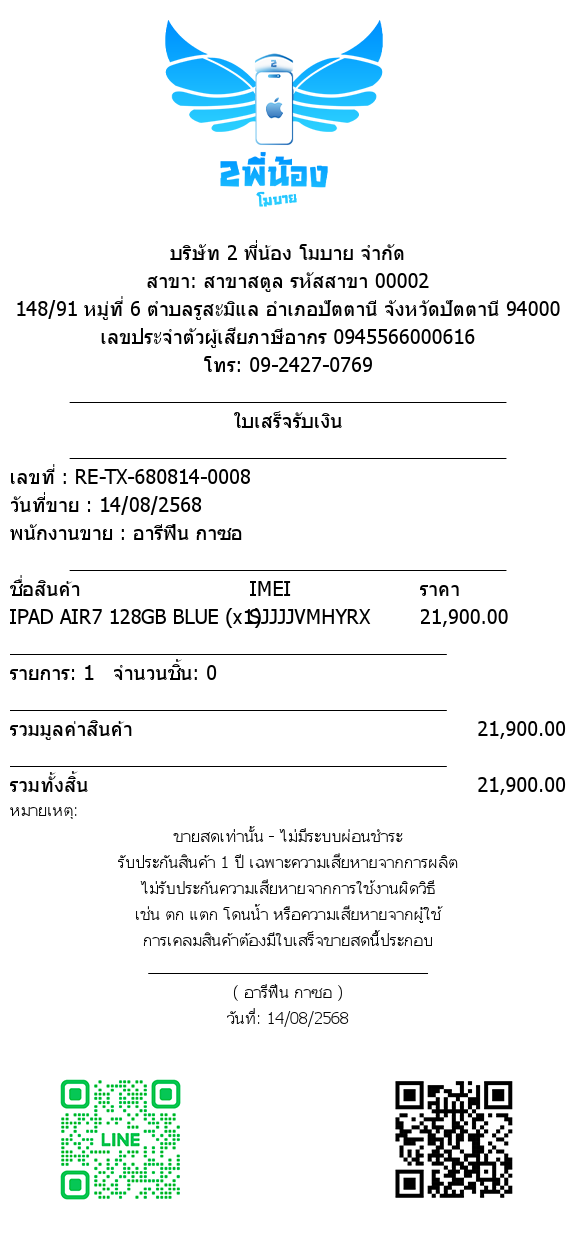 2
2พี่น้อง
โมบาย
บริษัท 2 พี่น้อง โมบาย จำกัด
สาขา: สาขาสตูล รหัสสาขา 00002
148/91 หมู่ที่ 6 ตำบลรูสะมิแล อำเภอปัตตานี จังหวัดปัตตานี 94000
เลขประจำตัวผู้เสียภาษีอากร 0945566000616
โทร: 09-2427-0769
ใบเสร็จรับเงิน
เลขที่ : RE-TX-680814-0008
วันที่ขาย : 14/08/2568
พนักงานขาย : อารีฟีน กาซอ
ชื่อสินค้า IMEI ราคา
IPAD AIR7 128GB BLUE (x1) SJJJJJVMHYRX 21,900.00
รายการ: 1 จำนวนชิ้น: 0
รวมมูลค่าสินค้า 21,900.00
รวมทั้งสิ้น 21,900.00
หมายเหตุ:
ขายสดเท่านั้น - ไม่มีระบบผ่อนชำระ
รับประกันสินค้า 1 ปี เฉพาะความเสียหายจากการผลิต
ไม่รับประกันความเสียหายจากการใช้งานผิดวิธี
เช่น ตก แตก โดนน้ำ หรือความเสียหายจากผู้ใช้
การเคลมสินค้าต้องมีใบเสร็จขายสดนี้ประกอบ
( อารีฟีน กาซอ )
วันที่: 14/08/2568
LINE